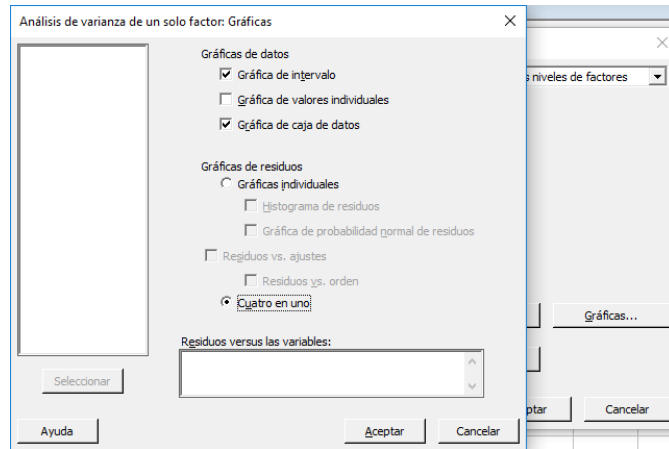 Análisis de varianza de un solo factor: Gráficas
Gráficas de datos
Gráfica de intervalo
Gráfica de valores individuales
Gráfica de caja de datos
Gráficas de residuos
Gráficas individuales
Histograma de residuos
Gráfica de probabilidad normal de residuos
Residuos vs. ajustes
Residuos vs. orden
Cuatro en uno
Residuos versus las variables:
Seleccionar
Ayuda
Aceptar
Cancelar
s niveles de factores
Gráficas...
ptar
Cancelar